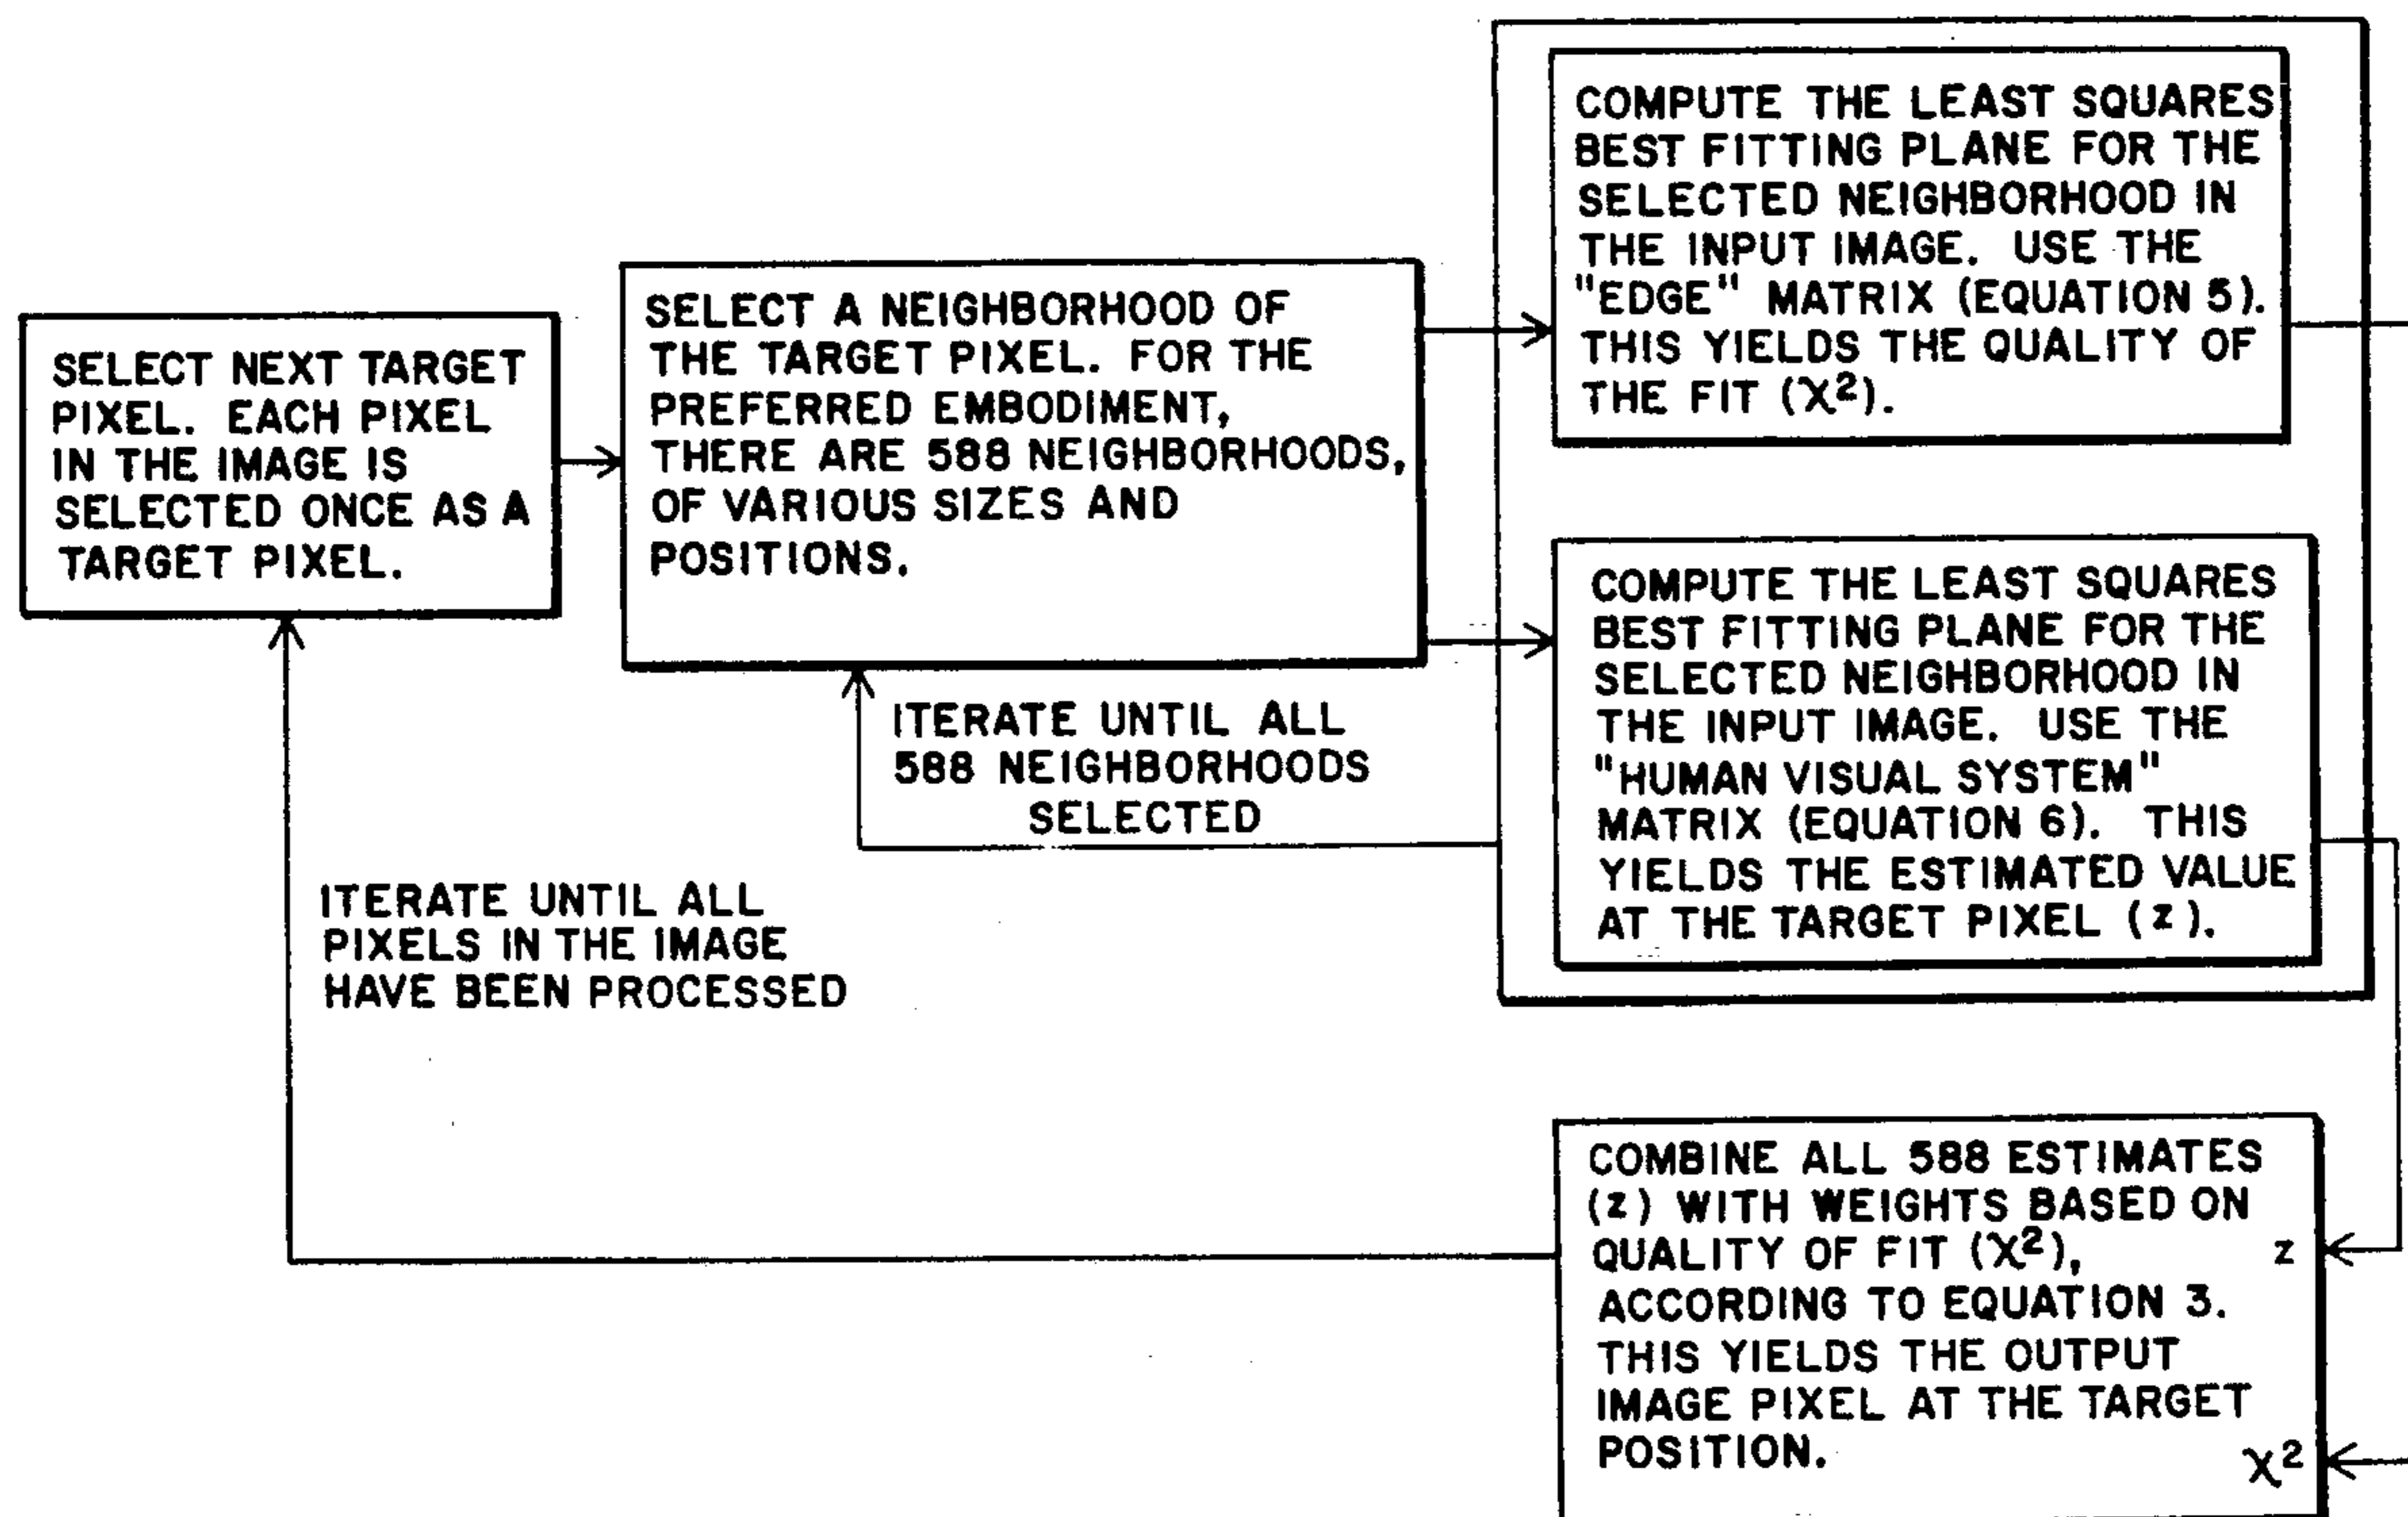 SELECT NEXT TARGET
PIXEL. EACH PIXEL
IN THE IMAGE IS
SELECTED ONCE AS A
TARGET PIXEL.
SELECT A NEIGHBORHOOD OF
THE TARGET PIXEL. FOR THE
PREFERRED EMBODIMENT,
THERE ARE 588 NEIGHBORHOODS,
OF VARIOUS SIZES AND
POSITIONS.
COMPUTE THE LEAST SQUARES
BEST FITTING PLANE FOR THE
SELECTED NEIGHBORHOOD IN
THE INPUT IMAGE. USE THE
"EDGE" MATRIX (EQUATION 5).
THIS YIELDS THE QUALITY OF
THE FIT (χ²).
COMPUTE THE LEAST SQUARES
BEST FITTING PLANE FOR THE
SELECTED NEIGHBORHOOD IN
THE INPUT IMAGE. USE THE
"HUMAN VISUAL SYSTEM"
MATRIX (EQUATION 6). THIS
YIELDS THE ESTIMATED VALUE
AT THE TARGET PIXEL (z).
ITERATE UNTIL ALL
588 NEIGHBORHOODS
SELECTED
ITERATE UNTIL ALL
PIXELS IN THE IMAGE
HAVE BEEN PROCESSED
COMBINE ALL 588 ESTIMATES
(z) WITH WEIGHTS BASED ON
QUALITY OF FIT (χ²),
ACCORDING TO EQUATION 3.
THIS YIELDS THE OUTPUT
IMAGE PIXEL AT THE TARGET
POSITION.
z
χ²